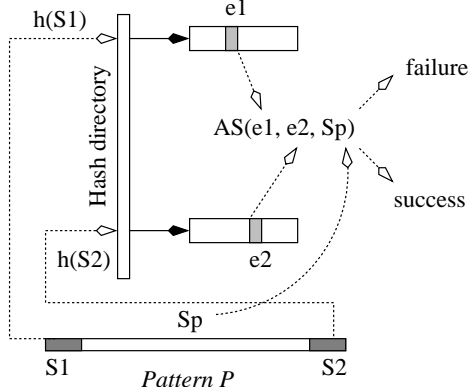 e1
h(S1)
failure
Hash directory
AS(e1, e2, Sp)
success
h(S2)
e2
Sp
S1
S2
Pattern P